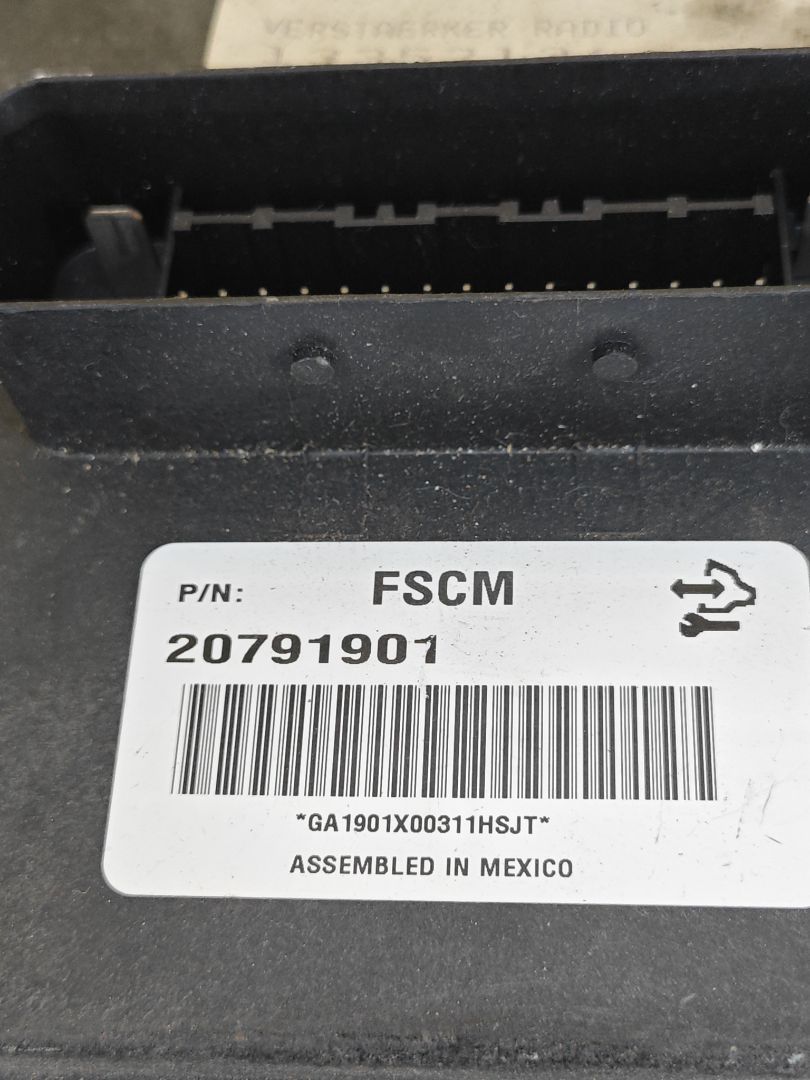 VERSTAERKER RADIO
P/N: FSCM
20791901
*GA1901X00311HSJT*
ASSEMBLED IN MEXICO